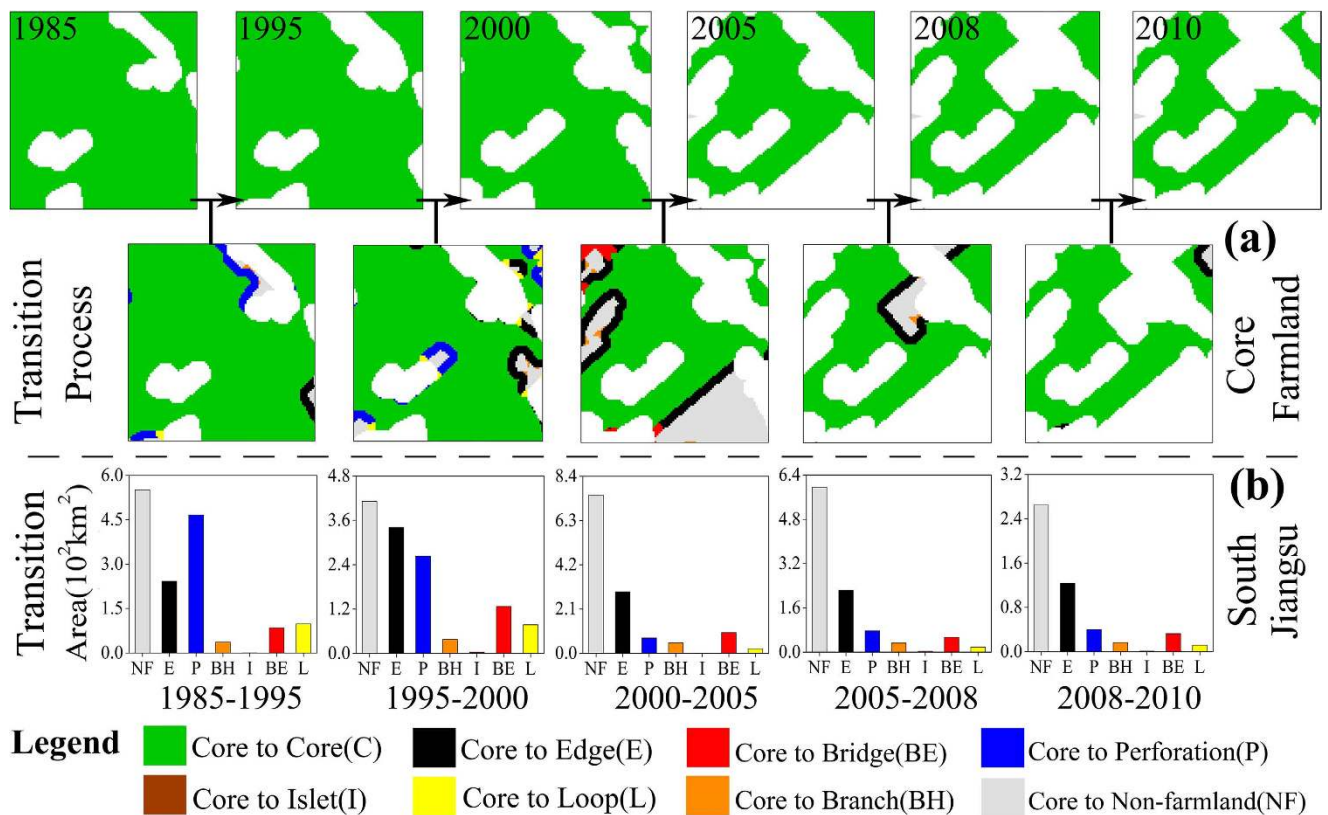 1985
1995
2000
2005
2008
2010
(a)
Transition
Process
Core
Farmland
(b)
Transition
Area(10²km²)
South
Jiangsu
6.0
4.5
3.0
1.5
0.0
NF E P BH I BE L
1985-1995
4.8
3.6
2.4
1.2
0.0
NF E P BH I BE L
1995-2000
8.4
6.3
4.2
2.1
0.0
NF E P BH I BE L
2000-2005
6.4
4.8
3.2
1.6
0.0
NF E P BH I BE L
2005-2008
3.2
2.4
1.6
0.8
0.0
NF E P BH I BE L
2008-2010
Legend
Core to Core(C)
Core to Edge(E)
Core to Bridge(BE)
Core to Perforation(P)
Core to Islet(I)
Core to Loop(L)
Core to Branch(BH)
Core to Non-farmland(NF)